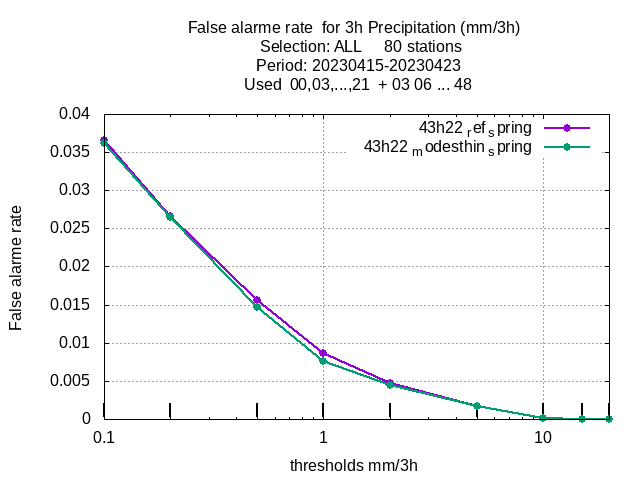 False alarme rate  for 3h Precipitation (mm/3h)
Selection: ALL     80 stations
Period: 20230415-20230423
Used  00,03,...,21  + 03 06 ... 48
0.04
0.035
0.03
0.025
0.02
0.015
0.01
0.005
0
False alarme rate
43h22 ref spring
43h22 modesthin spring
0.1
1
10
thresholds mm/3h